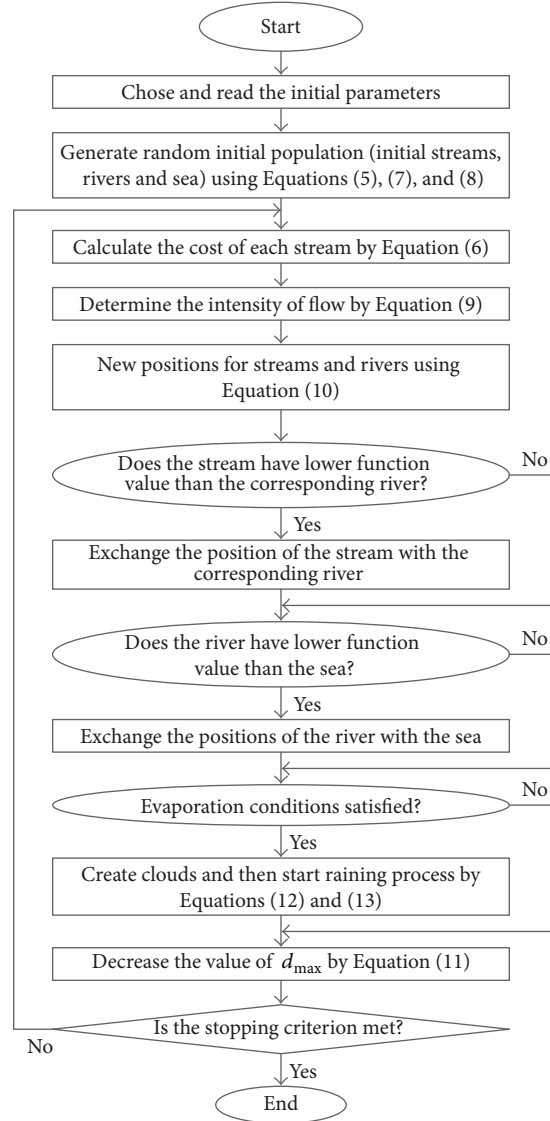 Start
Chose and read the initial parameters
Generate random initial population (initial streams,
rivers and sea) using Equations (5), (7), and (8)
Calculate the cost of each stream by Equation (6)
Determine the intensity of flow by Equation (9)
New positions for streams and rivers using
Equation (10)
Does the stream have lower function
value than the corresponding river?
No
Yes
Exchange the position of the stream with the
corresponding river
Does the river have lower function
value than the sea?
No
Yes
Exchange the positions of the river with the sea
Evaporation conditions satisfied?
No
Yes
Create clouds and then start raining process by
Equations (12) and (13)
Decrease the value of d_max by Equation (11)
Is the stopping criterion met?
No
Yes
End